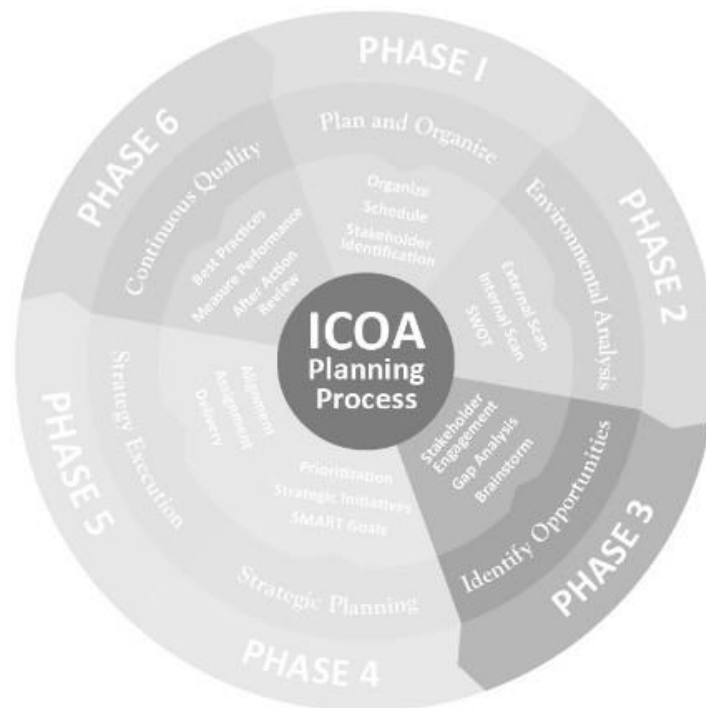 PHASE I
Plan and Organize
Organize
Schedule
Stakeholder
Identification
PHASE 2
Environmental Analysis
External Scan
Internal Scan
SWOT
PHASE 3
Identify Opportunities
Stakeholder
Engagement
Gap Analysis
Brainstorm
PHASE 4
Strategic Planning
Prioritization
Strategic Initiatives
SMART Goals
PHASE 5
Strategy Execution
Alignment
Assignment
Delivery
PHASE 6
Continuous Quality
Best Practices
Measure Performance
After Action
Review
ICOA
Planning
Process